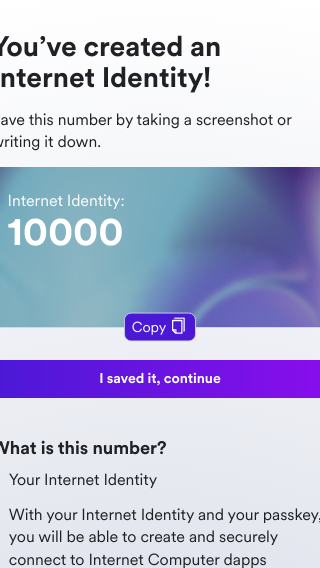 You’ve created an
Internet Identity!
Save this number by taking a screenshot or
writing it down.
Internet Identity:
10000
Copy
I saved it, continue
What is this number?
Your Internet Identity
With your Internet Identity and your passkey,
you will be able to create and securely
connect to Internet Computer dapps